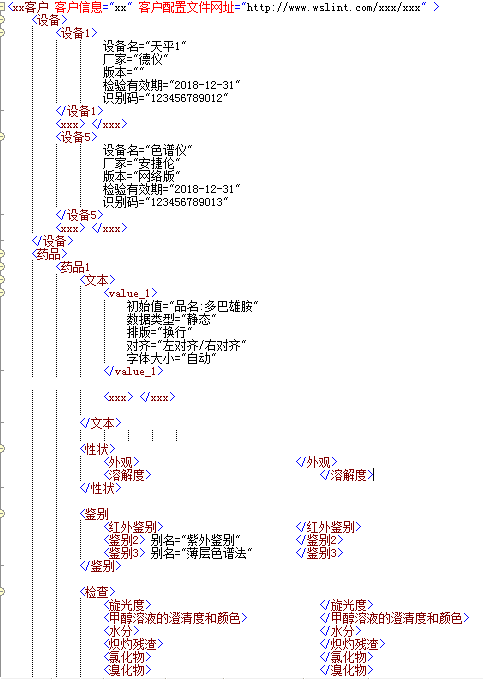 <xx客户 客户信息="xx" 客户配置文件网址="http://www.wslint.com/xxx/xxx" >
<设备>
<设备1>
设备名="天平1"
厂家="德仪"
版本=""
检验有效期="2018-12-31"
识别码="123456789012"
</设备1>
<xxx> </xxx>
<设备5>
设备名="色谱仪"
厂家="安捷伦"
版本="网络版"
检验有效期="2018-12-31"
识别码="123456789013"
</设备5>
<xxx> </xxx>
</设备>
<药品>
<药品1
<文本>
<value_1>
初始值="品名:多巴雄胺"
数据类型="静态"
排版="换行"
对齐="左对齐/右对齐"
字体大小="自动"
</value_1>
<xxx> </xxx>
</文本>
<性状>
<外观> </外观>
<溶解度> </溶解度>
</性状>
<鉴别
<红外鉴别> </红外鉴别>
<鉴别2> 别名="紫外鉴别" </鉴别2>
<鉴别3> 别名="薄层色谱法" </鉴别3>
</鉴别>
<检查>
<旋光度> </旋光度>
<甲醇溶液的澄清度和颜色> </甲醇溶液的澄清度和颜色>
<水分> </水分>
<炽灼残渣> </炽灼残渣>
<氯化物> </氯化物>
<溴化物> </溴化物>